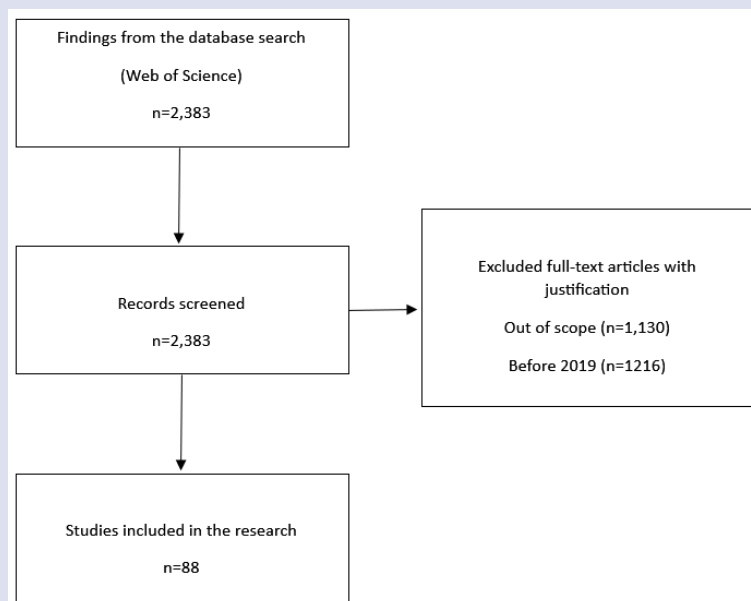 Findings from the database search
(Web of Science)
n=2,383
Records screened
n=2,383
Excluded full-text articles with
justification
Out of scope (n=1,130)
Before 2019 (n=1216)
Studies included in the research
n=88